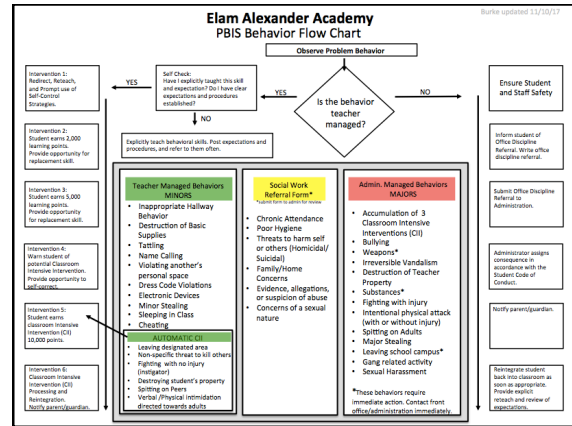 Elam Alexander Academy
Burke updated 11/10/17
PBIS Behavior Flow Chart
Observe Problem Behavior
Intervention 1:
Redirect, Reteach,
and Prompt use of
Self-Control
Strategies.
YES
Self Check:
Have I explicitly taught this skill
and expectation? Do I have clear
expectations and procedures
established?
YES
Is the behavior
teacher
managed?
NO
Ensure Student
and Staff Safety
NO
Explicitly teach behavioral skills. Post expectations and
procedures, and refer to them often.
Intervention 2:
Student earns 2,000
learning points.
Provide opportunity for
replacement skill.
Intervention 3:
Student earns 5,000
learning points.
Provide opportunity
for replacement skill.
Intervention 4:
Warn student of
potential Classroom
Intensive Intervention.
Provide opportunity to
self-correct.
Intervention 5:
Student earns
classroom Intensive
Intervention (CII)
10,000 points.
Intervention 6:
Classroom Intensive
Intervention (CII)
Processing and
Reintegration.
Notify parent/guardian.
Teacher Managed Behaviors
MINORS
• Inappropriate Hallway
Behavior
• Destruction of Basic
Supplies
• Tattling
• Name Calling
• Violating another's
personal space
• Dress Code Violations
• Electronic Devices
• Minor Stealing
• Sleeping in Class
• Cheating
AUTOMATIC CII
• Leaving designated area
• Non-specific threat to kill others
• Fighting with no injury
(instigator)
• Destroying student's property
• Spitting on Peers
• Verbal /Physical intimidation
directed towards adults
Social Work
Referral Form*
*submit form to admin for review
• Chronic Attendance
• Poor Hygiene
• Threats to harm self
or others (Homicidal/
Suicidal)
• Family/Home
Concerns
• Evidence, allegations,
or suspicion of abuse
• Concerns of a sexual
nature
Admin. Managed Behaviors
MAJORS
• Accumulation of 3
Classroom Intensive
Interventions (CII)
• Bullying
• Weapons*
• Irreversible Vandalism
• Destruction of Teacher
Property
• Substances*
• Fighting with injury
• Intentional physical attack
(with or without injury)
• Spitting on Adults
• Major Stealing
• Leaving school campus*
• Gang related activity
• Sexual Harassment
*These behaviors require
immediate action. Contact front
office/administration immediately.
Inform student of
Office Discipline
Referral. Write office
discipline referral.
Submit Office Discipline
Referral to
Administration.
Administrator assigns
consequence in
accordance with the
Student Code of
Conduct.
Notify parent/guardian.
Reintegrate student
back into classroom as
soon as appropriate.
Provide explicit
reteach and review of
expectations.